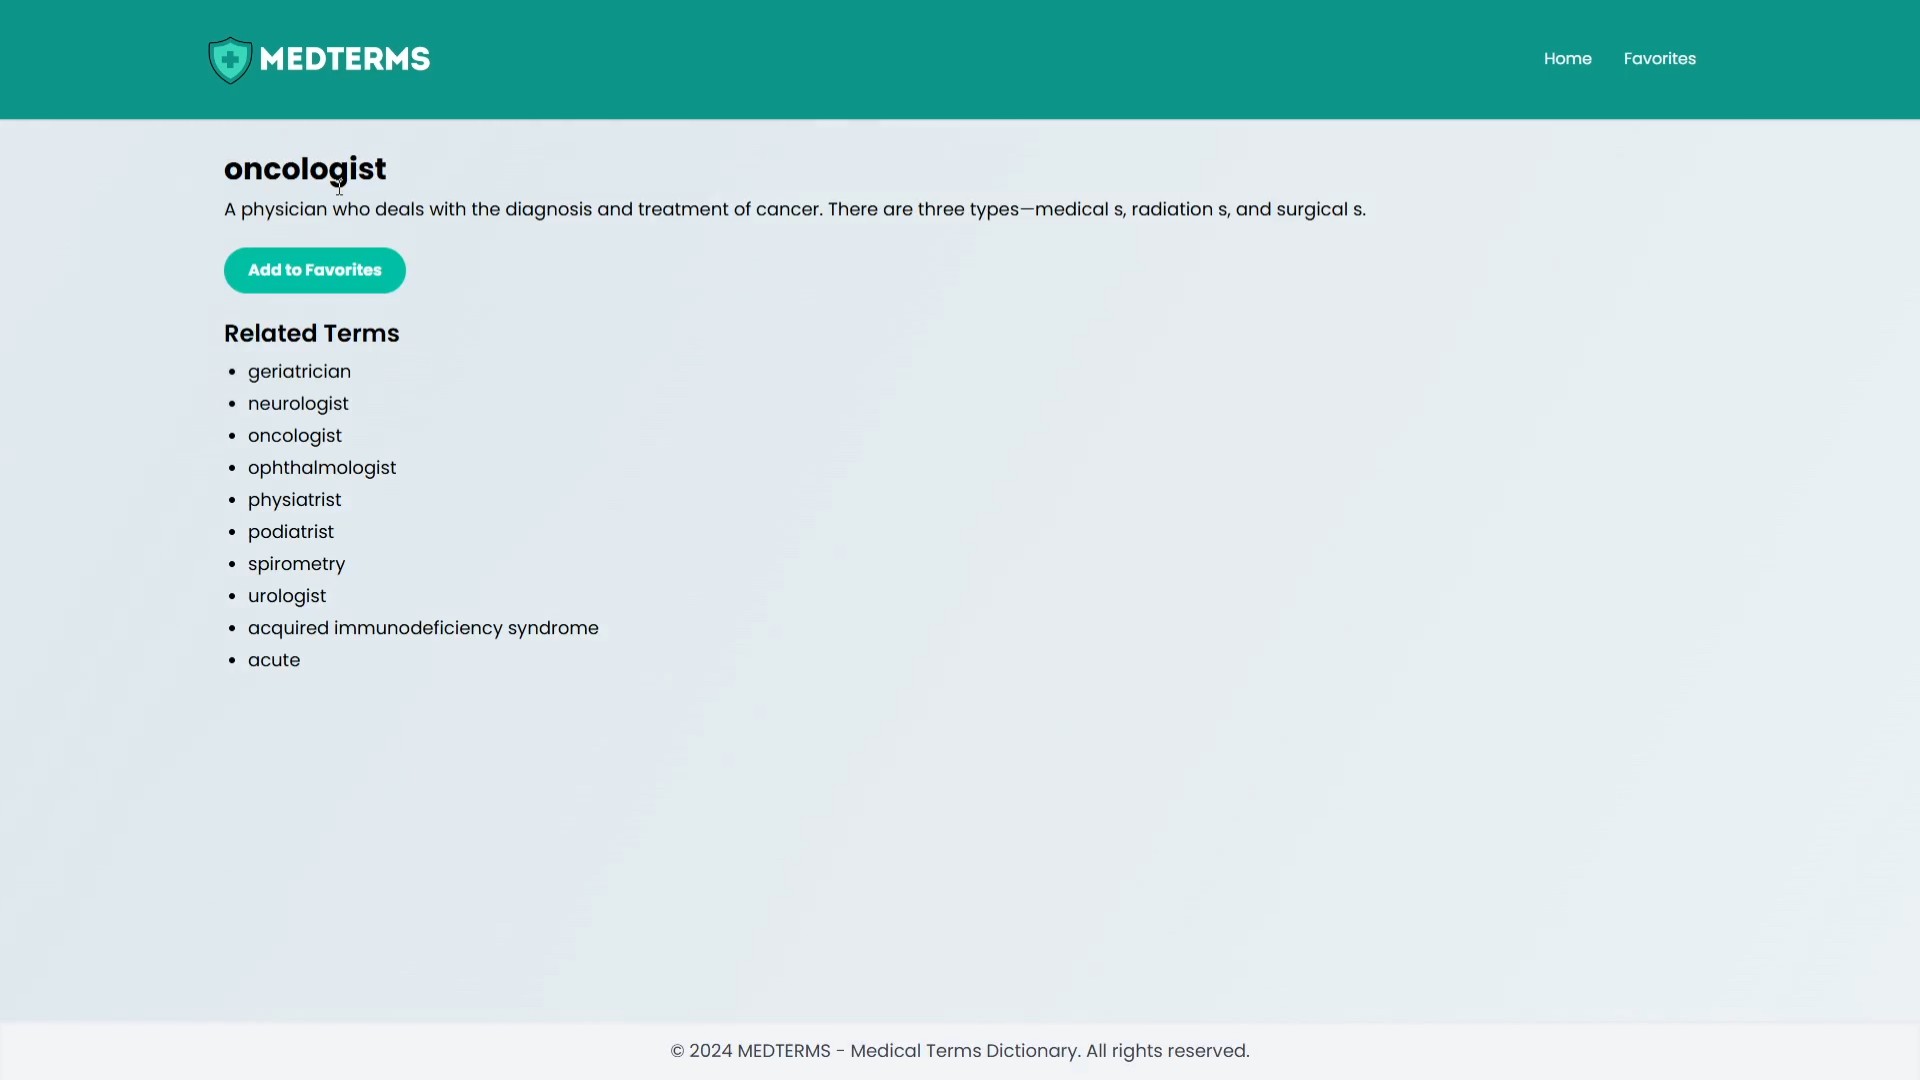 MEDTERMS
Home
Favorites
oncologist
A physician who deals with the diagnosis and treatment of cancer. There are three types—medical s, radiation s, and surgical s.
Add to Favorites
Related Terms
• geriatrician
• neurologist
• oncologist
• ophthalmologist
• physiatrist
• podiatrist
• spirometry
• urologist
• acquired immunodeficiency syndrome
• acute
© 2024 MEDTERMS - Medical Terms Dictionary. All rights reserved.